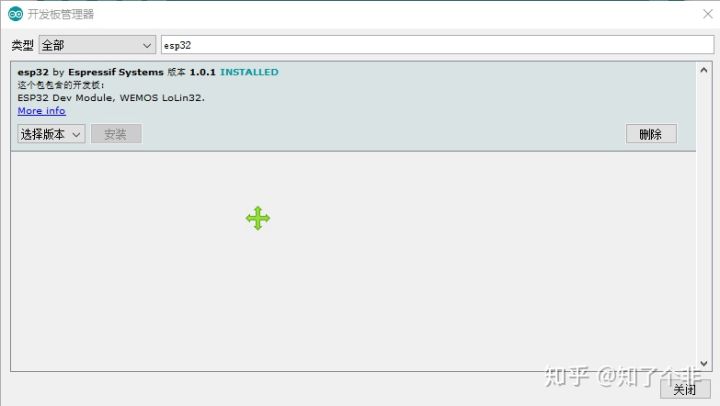 开发板管理器
类型 全部 esp32
esp32 by Espressif Systems 版本 1.0.1 INSTALLED
这个包包含的开发板:
ESP32 Dev Module, WEMOS LoLin32.
More info
选择版本 安装 删除
知乎 @知了个非
关闭